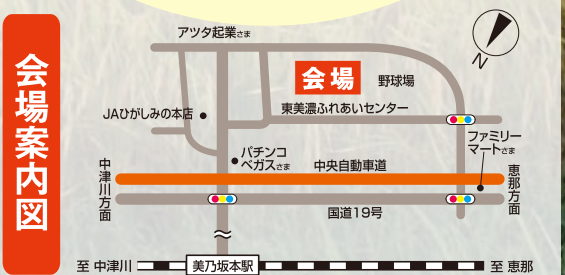 会場案内図
アツタ起業さま
N
会場
野球場
JAひがしみの本店
東美濃ふれあいセンター
ファミリー
マートさま
パチンコ
ベガスさま
中津川方面
中央自動車道
恵那方面
国道19号
至 中津川
美乃坂本駅
至 恵那